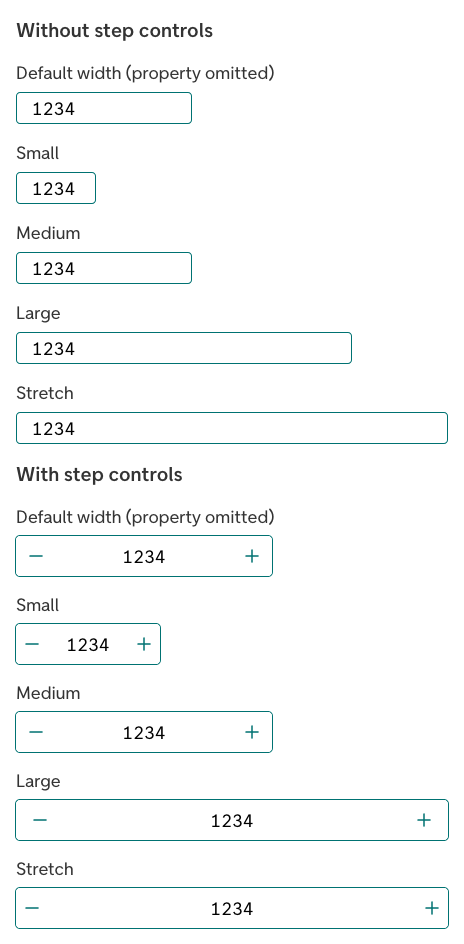 Without step controls
Default width (property omitted)
1234
Small
1234
Medium
1234
Large
1234
Stretch
1234
With step controls
Default width (property omitted)
− 1234 +
Small
− 1234 +
Medium
− 1234 +
Large
− 1234 +
Stretch
− 1234 +